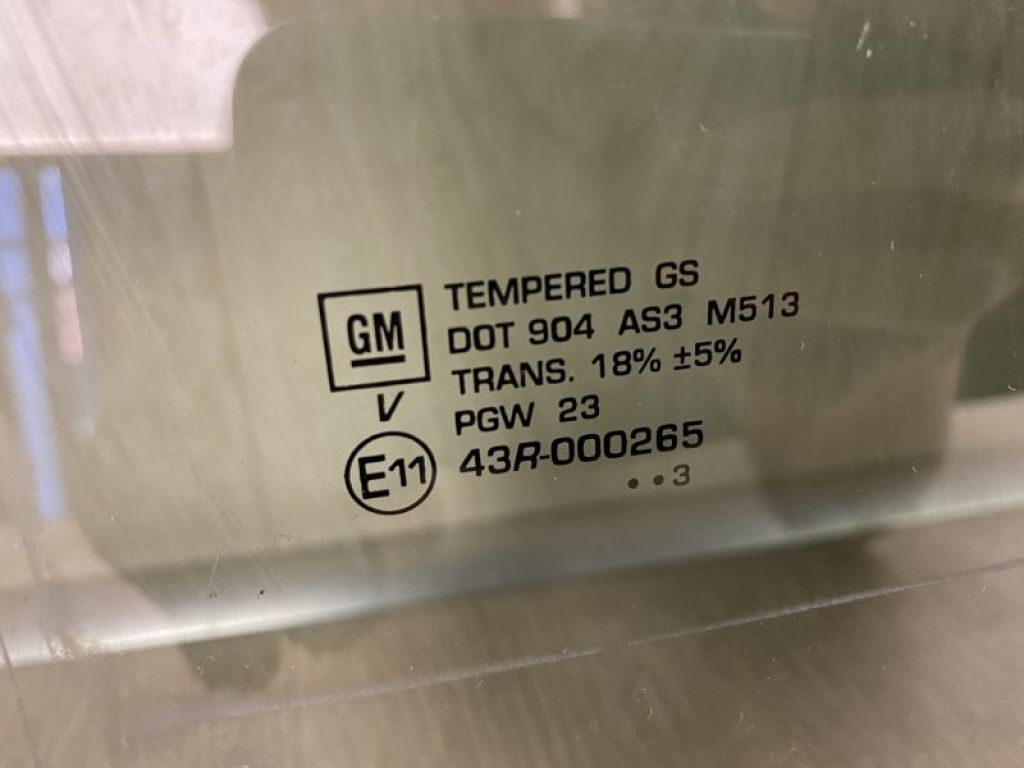 GM
TEMPERED GS
DOT 904 AS3 M513
TRANS. 18% ±5%
V
PGW 23
E11
43R-000265
••3